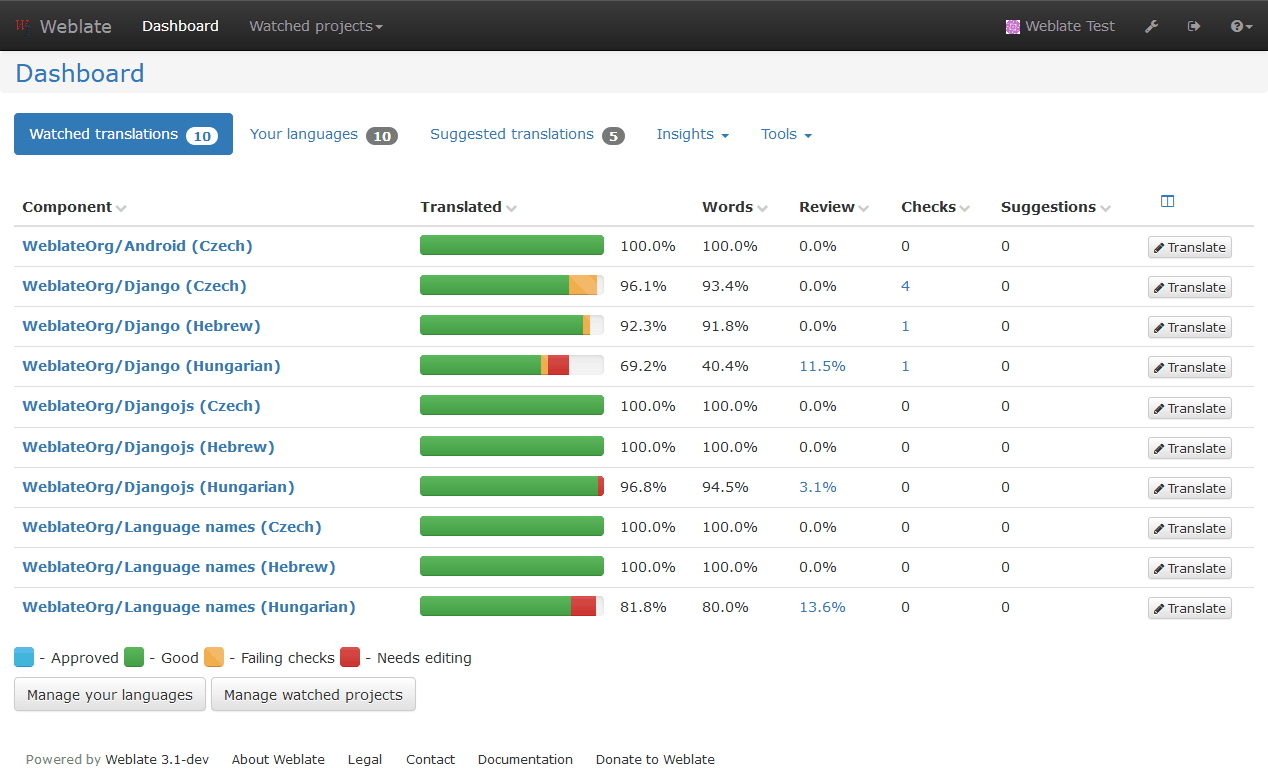 Weblate Dashboard Watched projects Weblate Test
Dashboard
Watched translations 10 Your languages 10 Suggested translations 5 Insights Tools
Component Translated Words Review Checks Suggestions
WeblateOrg/Android (Czech) 100.0% 100.0% 0.0% 0 0 Translate
WeblateOrg/Django (Czech) 96.1% 93.4% 0.0% 4 0 Translate
WeblateOrg/Django (Hebrew) 92.3% 91.8% 0.0% 1 0 Translate
WeblateOrg/Django (Hungarian) 69.2% 40.4% 11.5% 1 0 Translate
WeblateOrg/Djangojs (Czech) 100.0% 100.0% 0.0% 0 0 Translate
WeblateOrg/Djangojs (Hebrew) 100.0% 100.0% 0.0% 0 0 Translate
WeblateOrg/Djangojs (Hungarian) 96.8% 94.5% 3.1% 0 0 Translate
WeblateOrg/Language names (Czech) 100.0% 100.0% 0.0% 0 0 Translate
WeblateOrg/Language names (Hebrew) 100.0% 100.0% 0.0% 0 0 Translate
WeblateOrg/Language names (Hungarian) 81.8% 80.0% 13.6% 0 0 Translate
- Approved - Good - Failing checks - Needs editing
Manage your languages Manage watched projects
Powered by Weblate 3.1-dev About Weblate Legal Contact Documentation Donate to Weblate